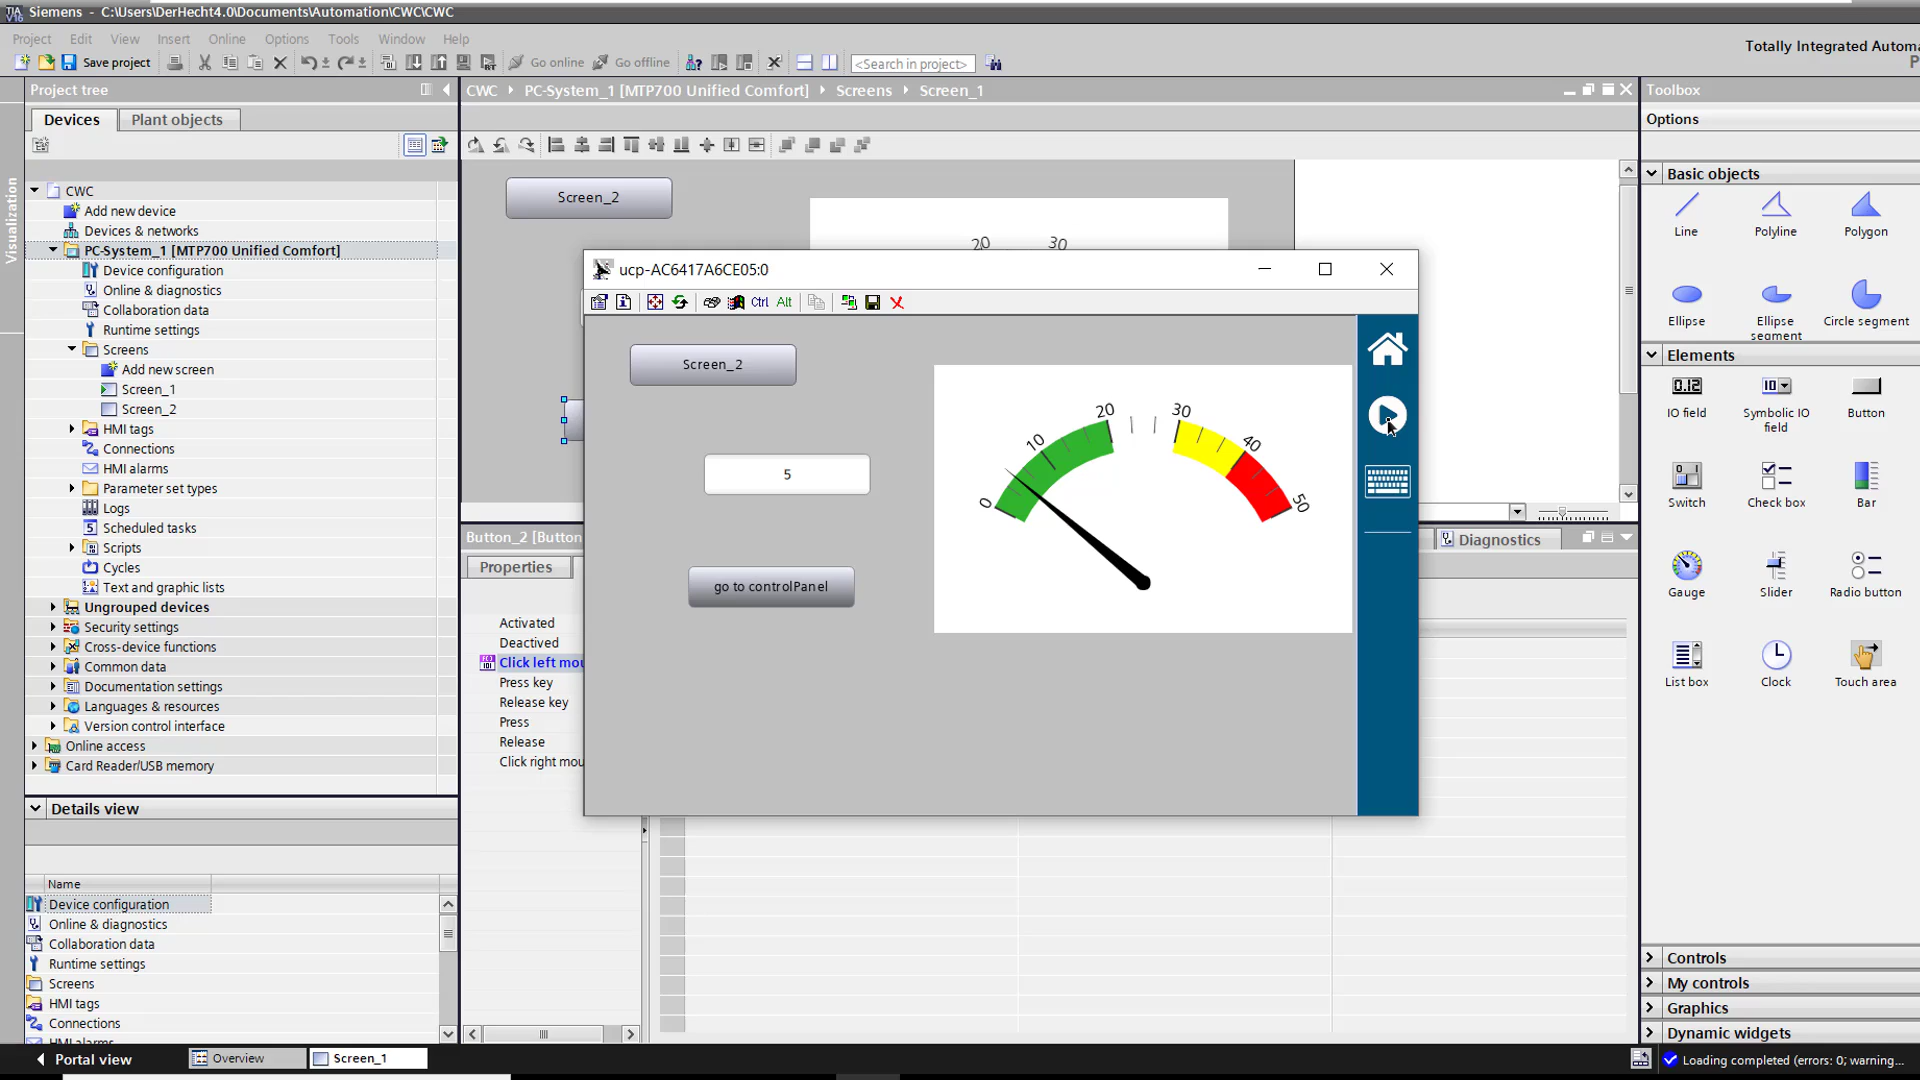 Siemens - C:\Users\DerHecht4.0\Documents\Automation\CWC\CWC
Project Edit View Insert Online Options Tools Window Help
Totally Integrated Autom
Save project Go online Go offline <Search in project>
Project tree
CWC PC-System_1 [MTP700 Unified Comfort] Screens Screen_1
Toolbox
Devices Plant objects
Options
Visualization
CWC
Add new device
Devices & networks
PC-System_1 [MTP700 Unified Comfort]
Device configuration
Online & diagnostics
Collaboration data
Runtime settings
Screens
Add new screen
Screen_1
Screen_2
HMI tags
Connections
HMI alarms
Parameter set types
Logs
Scheduled tasks
Scripts
Cycles
Text and graphic lists
Ungrouped devices
Security settings
Cross-device functions
Common data
Documentation settings
Languages & resources
Version control interface
Online access
Card Reader/USB memory
Details view
Name
Device configuration
Online & diagnostics
Collaboration data
Runtime settings
Screens
HMI tags
Connections
HMI alarms
Screen_2
20 30
ucp-AC6417A6CE05:0
Ctrl Alt
Screen_2
5
go to controlPanel
0 10 20 30 40 50
Button_2 [Button
Diagnostics
Properties
Activated
Deactived
Click left mou
Press key
Release key
Press
Release
Click right mou
Basic objects
Line Polyline Polygon
Ellipse Ellipse segment Circle segment
Elements
0.12 10
IO field Symbolic IO field Button
Switch Check box Bar
Gauge Slider Radio button
List box Clock Touch area
Controls
My controls
Graphics
Dynamic widgets
Portal view Overview Screen_1
Loading completed (errors: 0; warning...